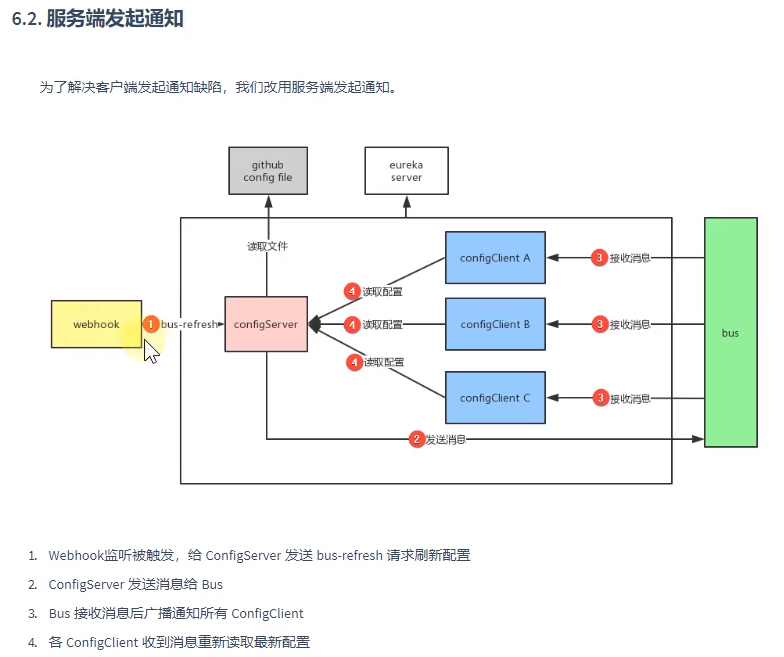 6.2. 服务端发起通知
为了解决客户端发起通知缺陷，我们改用服务端发起通知。
github
config file
eureka
server
读取文件
configClient A
3 接收消息
4 读取配置
webhook
1 bus-refresh
configServer
4 读取配置
configClient B
3 接收消息
bus
4 读取配置
configClient C
3 接收消息
2 发送消息
1. Webhook监听被触发，给 ConfigServer 发送 bus-refresh 请求刷新配置
2. ConfigServer 发送消息给 Bus
3. Bus 接收消息后广播通知所有 ConfigClient
4. 各 ConfigClient 收到消息重新读取最新配置